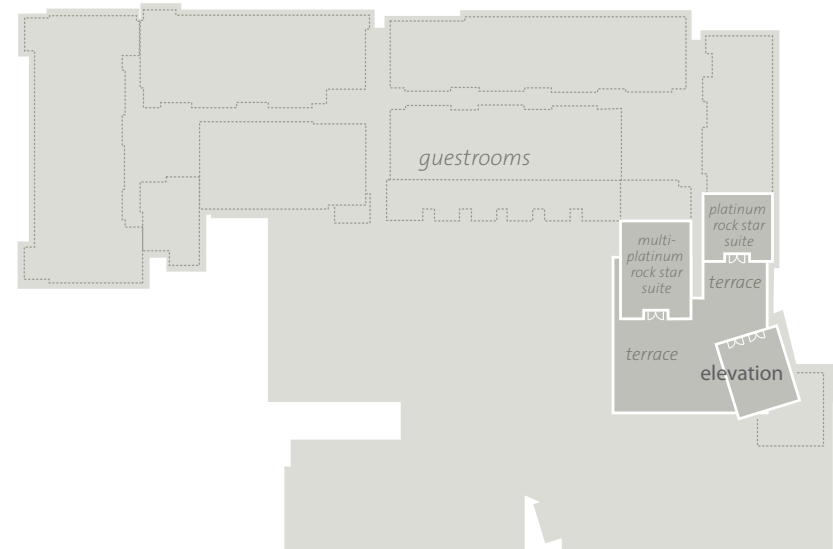 guestrooms
platinum
rock star
suite
multi-
platinum
rock star
suite
terrace
terrace
elevation